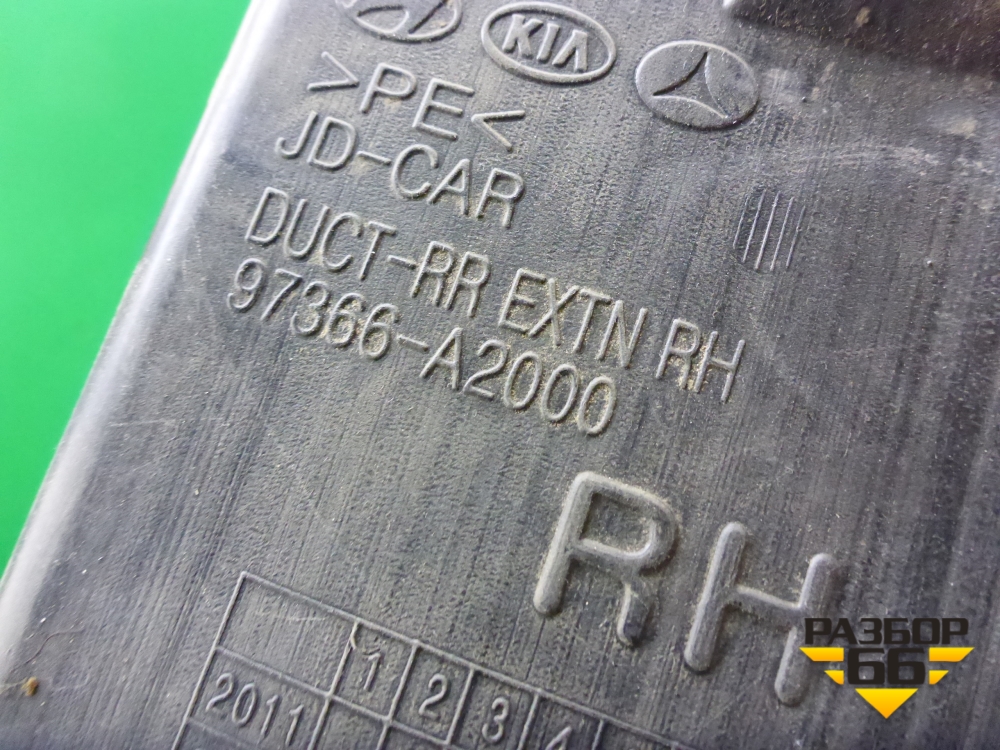 KIA
>PE<
JD-CAR
DUCT-RR EXTN RH
97366-A2000
RH
1 2 3 4
2011
РАЗБОР
66